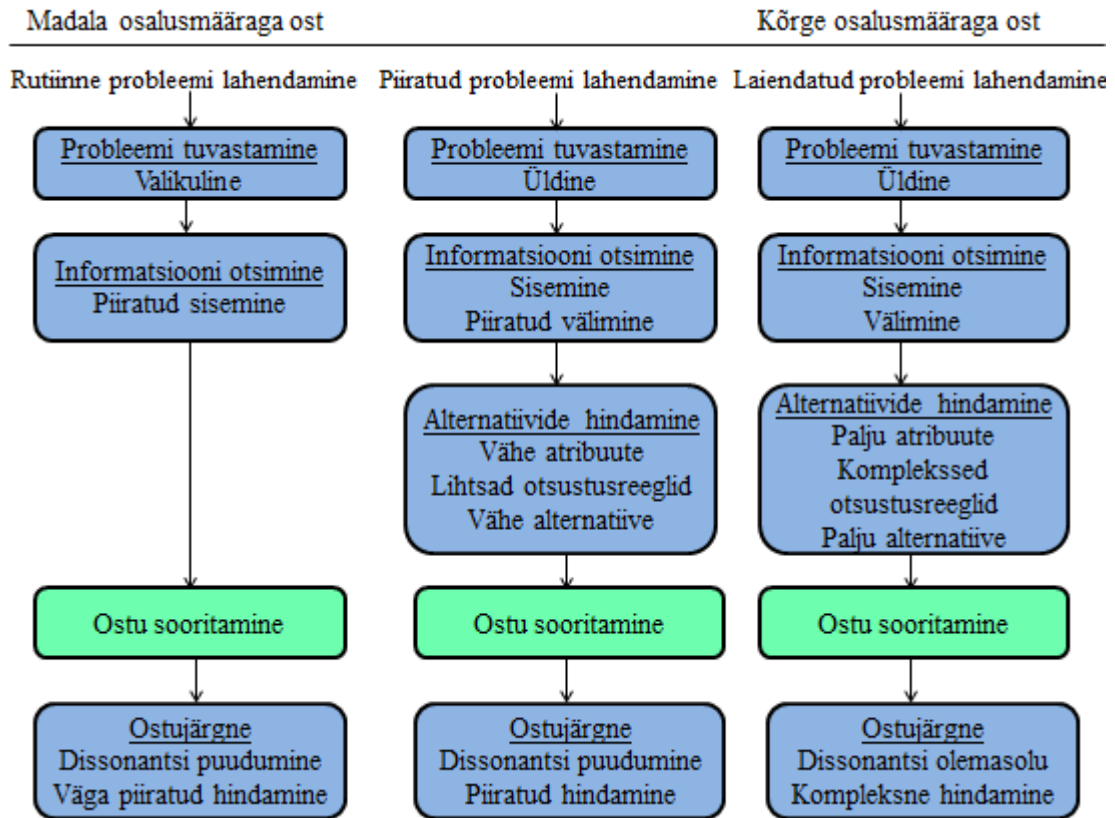 Madala osalusmääraga ost
Kõrge osalusmääraga ost
Rutiinne probleemi lahendamine
Probleemi tuvastamine
Valikuline
Informatsiooni otsimine
Piiratud sisemine
Ostu sooritamine
Ostujärgne
Dissonantsi puudumine
Väga piiratud hindamine
Piiratud probleemi lahendamine
Probleemi tuvastamine
Üldine
Informatsiooni otsimine
Sisemine
Piiratud välimine
Alternatiivide hindamine
Vähe atribuute
Lihtsad otsustusreeglid
Vähe alternatiive
Ostu sooritamine
Ostujärgne
Dissonantsi puudumine
Piiratud hindamine
Laiendatud probleemi lahendamine
Probleemi tuvastamine
Üldine
Informatsiooni otsimine
Sisemine
Välimine
Alternatiivide hindamine
Palju atribuute
Komplekssed
otsustusreeglid
Palju alternatiive
Ostu sooritamine
Ostujärgne
Dissonantsi olemasolu
Kompleksne hindamine